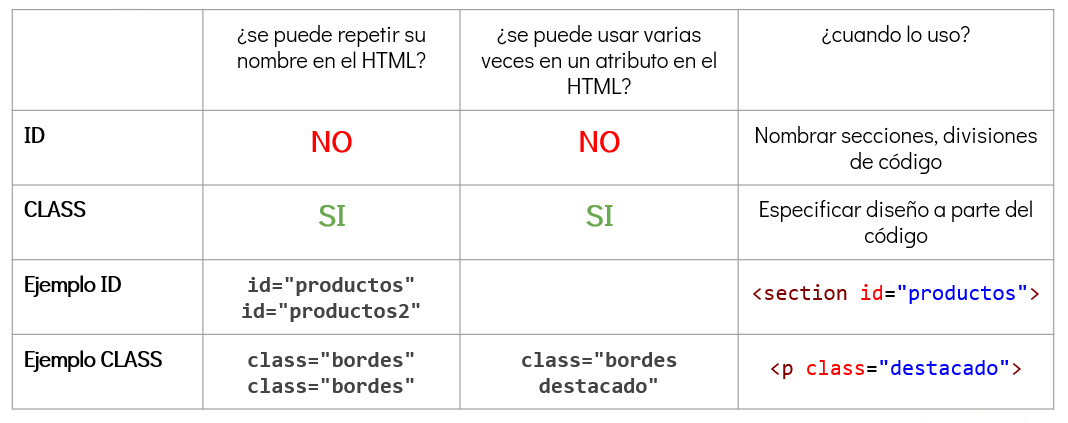 ¿se puede repetir su
nombre en el HTML?
¿se puede usar varias
veces en un atributo en el
HTML?
¿cuando lo uso?
ID
NO
NO
Nombrar secciones, divisiones
de código
CLASS
SI
SI
Especificar diseño a parte del
código
Ejemplo ID
id="productos"
id="productos2"
<section id="productos">
Ejemplo CLASS
class="bordes"
class="bordes"
class="bordes
destacado"
<p class="destacado">